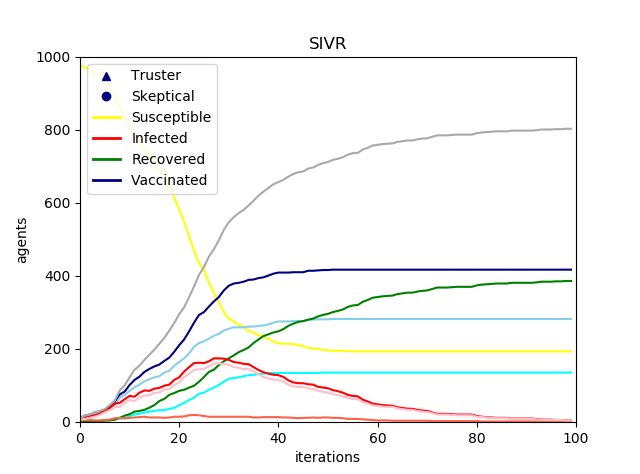 SIVR
1000
800
600
400
200
0
agents
Truster
Skeptical
Susceptible
Infected
Recovered
Vaccinated
0 20 40 60 80 100
iterations